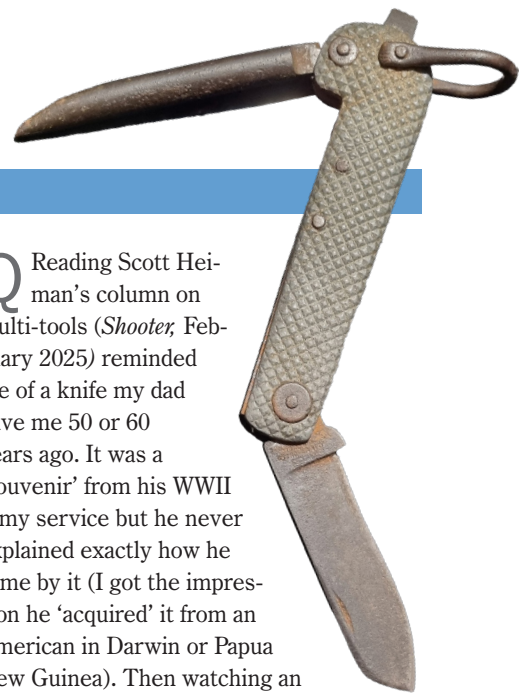 Q Reading Scott Hei-
man's column on
ulti-tools (Shooter, Feb-
uary 2025) reminded
e of a knife my dad
ve me 50 or 60
ears ago. It was a
ouvenir' from his WWII
my service but he never
xplained exactly how he
me by it (I got the impres-
on he 'acquired' it from an
merican in Darwin or Papua
ew Guinea). Then watching an